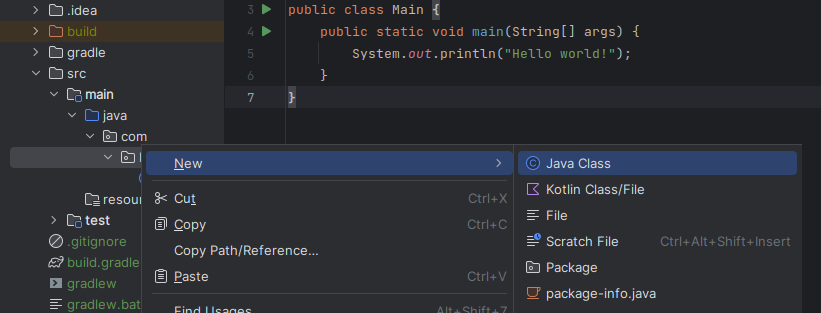 .idea
build
gradle
src
main
java
com
resour
test
.gitignore
build.gradle
gradlew
gradlew.bat
3 public class Main {
4 public static void main(String[] args) {
5 System.out.println("Hello world!");
6 }
7 }
New
Cut Ctrl+X
Copy Ctrl+C
Copy Path/Reference...
Paste Ctrl+V
Find Usages Alt+Shift+7
Java Class
Kotlin Class/File
File
Scratch File Ctrl+Alt+Shift+Insert
Package
package-info.java